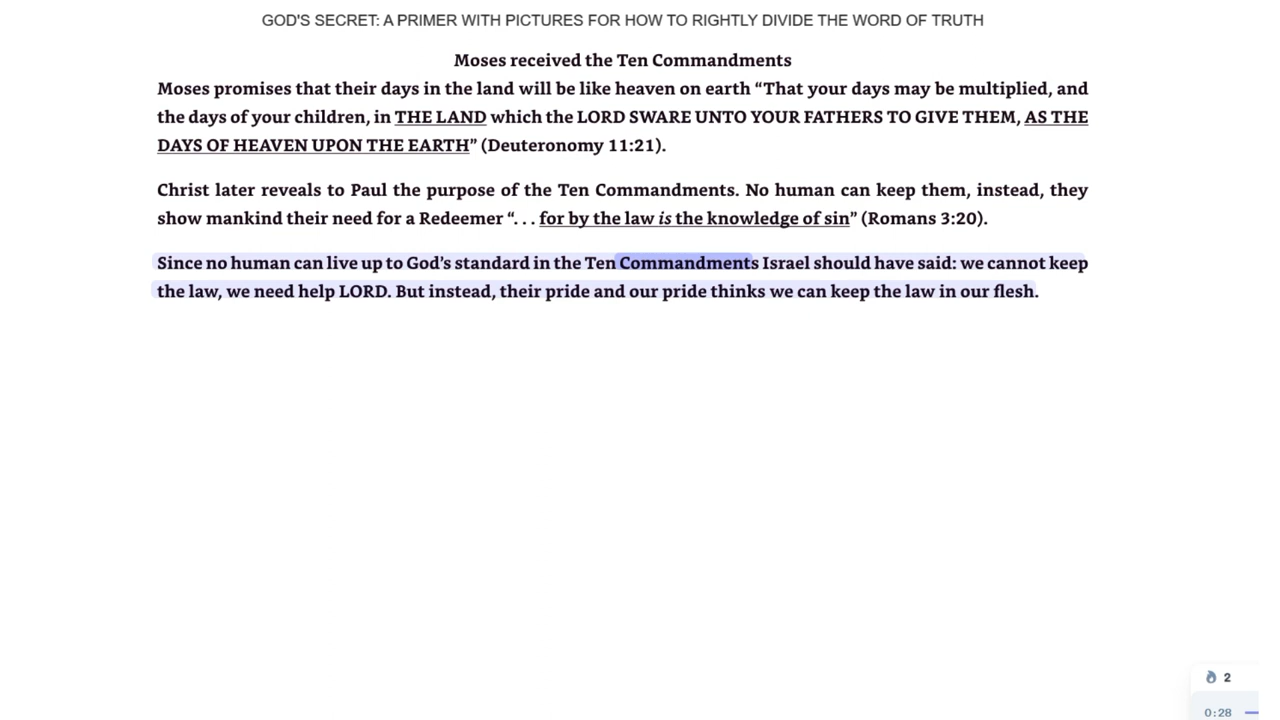 GOD'S SECRET: A PRIMER WITH PICTURES FOR HOW TO RIGHTLY DIVIDE THE WORD OF TRUTH
Moses received the Ten Commandments
Moses promises that their days in the land will be like heaven on earth “That your days may be multiplied, and
the days of your children, in THE LAND which the LORD SWARE UNTO YOUR FATHERS TO GIVE THEM, AS THE
DAYS OF HEAVEN UPON THE EARTH” (Deuteronomy 11:21).
Christ later reveals to Paul the purpose of the Ten Commandments. No human can keep them, instead, they
show mankind their need for a Redeemer “. . . for by the law is the knowledge of sin” (Romans 3:20).
Since no human can live up to God’s standard in the Ten Commandments Israel should have said: we cannot keep
the law, we need help LORD. But instead, their pride and our pride thinks we can keep the law in our flesh.
2
0:28